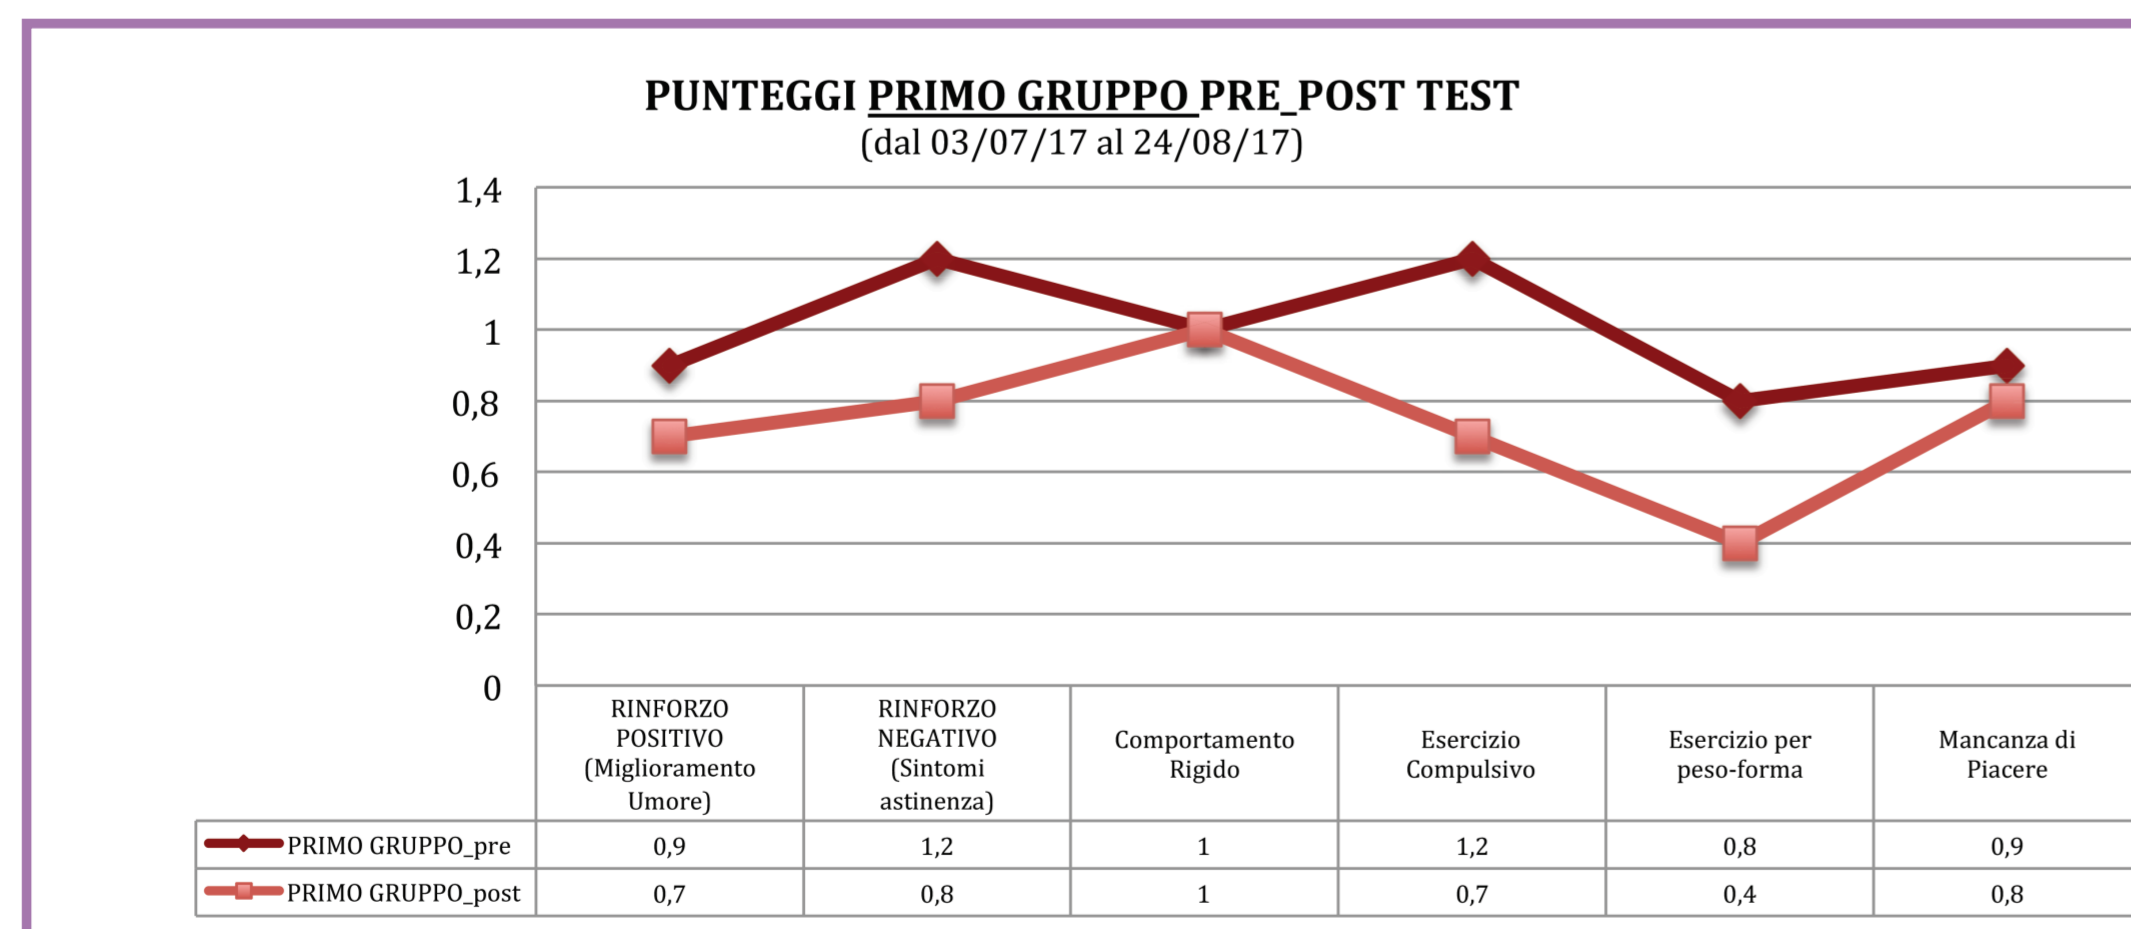 PUNTEGGI PRIMO GRUPPO PRE_POST TEST
(dal 03/07/17 al 24/08/17)
1,4
1,2
1
0,8
0,6
0,4
0,2
0
RINFORZO
POSITIVO
(Miglioramento
Umore)
RINFORZO
NEGATIVO
(Sintomi
astinenza)
Comportamento
Rigido
Esercizio
Compulsivo
Esercizio per
peso-forma
Mancanza di
Piacere
PRIMO GRUPPO_pre 0,9 1,2 1 1,2 0,8 0,9
PRIMO GRUPPO_post 0,7 0,8 1 0,7 0,4 0,8